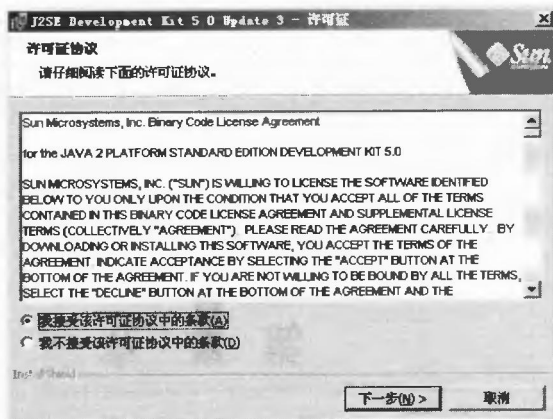 J2SE Development Kit 5.0 Update 3 - 许可证
许可证协议
请仔细阅读下面的许可证协议。
Sun
Sun Microsystems, Inc. Binary Code License Agreement
for the JAVA 2 PLATFORM STANDARD EDITION DEVELOPMENT KIT 5.0
SUN MICROSYSTEMS, INC. ("SUN") IS WILLING TO LICENSE THE SOFTWARE IDENTIFIED
BELOW TO YOU ONLY UPON THE CONDITION THAT YOU ACCEPT ALL OF THE TERMS
CONTAINED IN THIS BINARY CODE LICENSE AGREEMENT AND SUPPLEMENTAL LICENSE
TERMS (COLLECTIVELY "AGREEMENT"). PLEASE READ THE AGREEMENT CAREFULLY. BY
DOWNLOADING OR INSTALLING THIS SOFTWARE, YOU ACCEPT THE TERMS OF THE
AGREEMENT. INDICATE ACCEPTANCE BY SELECTING THE "ACCEPT" BUTTON AT THE
BOTTOM OF THE AGREEMENT. IF YOU ARE NOT WILLING TO BE BOUND BY ALL THE TERMS,
SELECT THE "DECLINE" BUTTON AT THE BOTTOM OF THE AGREEMENT AND THE
我接受该许可证协议中的条款(A)
我不接受该许可证协议中的条款(D)
InstallShield
下一步(N) >
取消